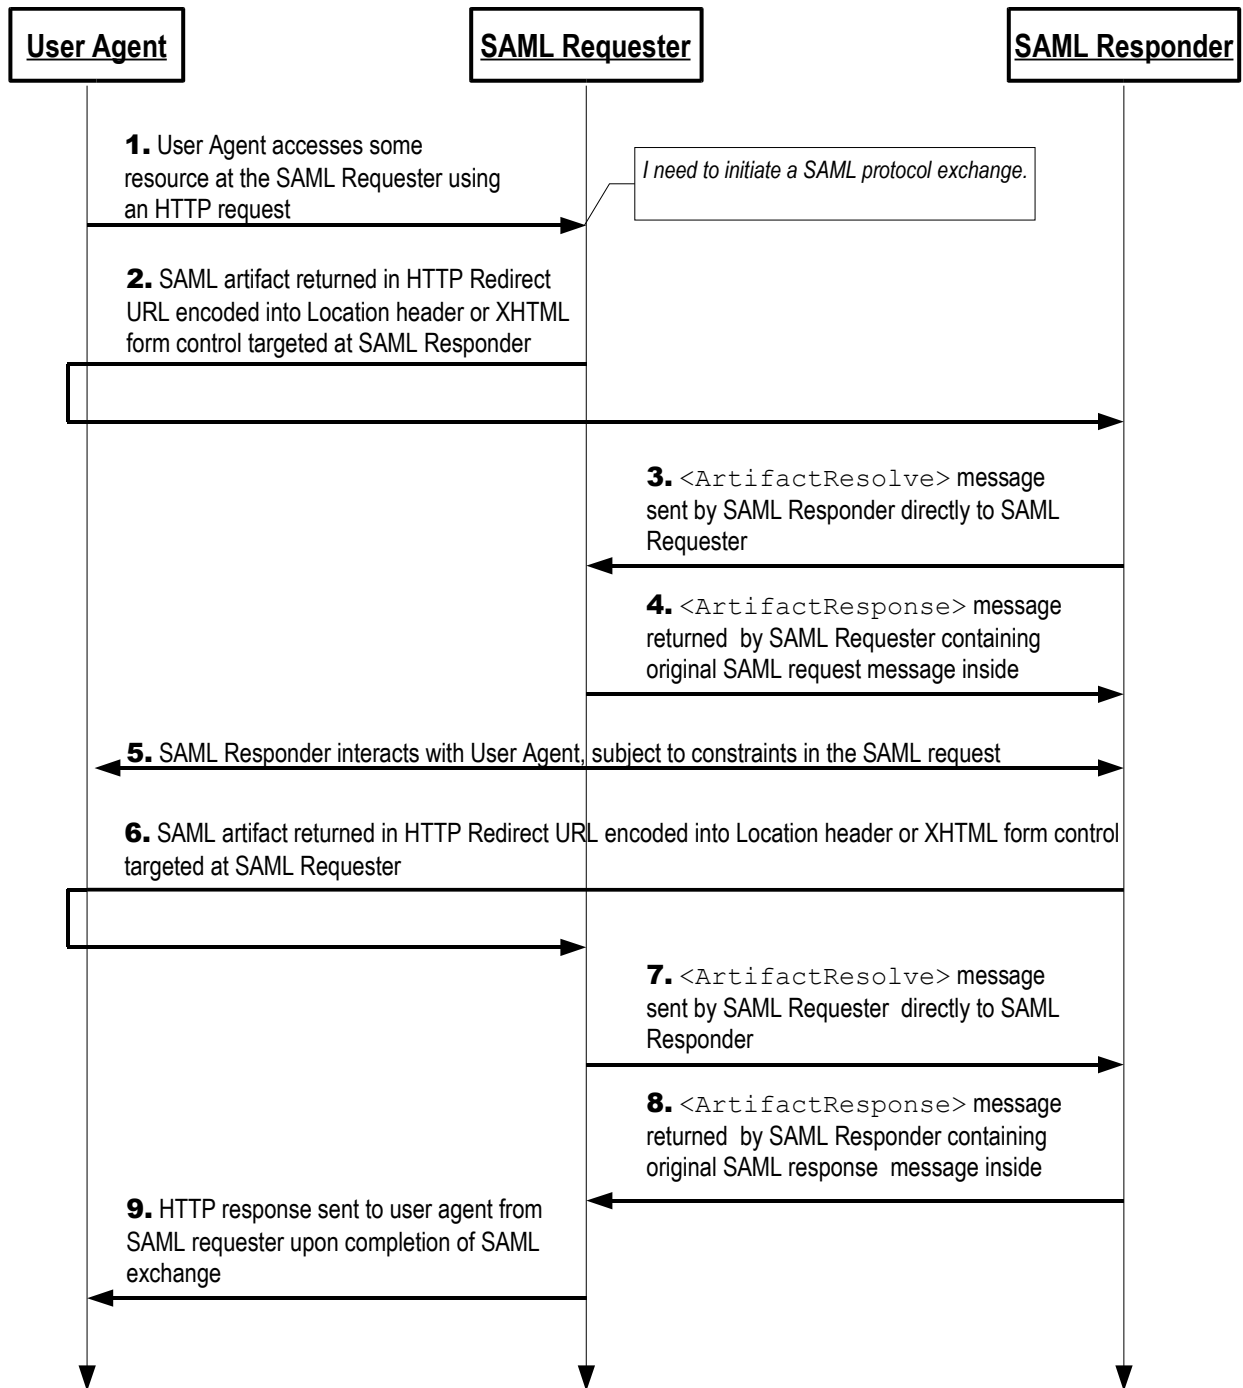 User Agent
SAML Requester
SAML Responder
1. User Agent accesses some
resource at the SAML Requester using
an HTTP request
I need to initiate a SAML protocol exchange.
2. SAML artifact returned in HTTP Redirect
URL encoded into Location header or XHTML
form control targeted at SAML Responder
3. <ArtifactResolve> message
sent by SAML Responder directly to SAML
Requester
4. <ArtifactResponse> message
returned by SAML Requester containing
original SAML request message inside
5. SAML Responder interacts with User Agent, subject to constraints in the SAML request
6. SAML artifact returned in HTTP Redirect URL encoded into Location header or XHTML form control
targeted at SAML Requester
7. <ArtifactResolve> message
sent by SAML Requester directly to SAML
Responder
8. <ArtifactResponse> message
returned by SAML Responder containing
original SAML response message inside
9. HTTP response sent to user agent from
SAML requester upon completion of SAML
exchange